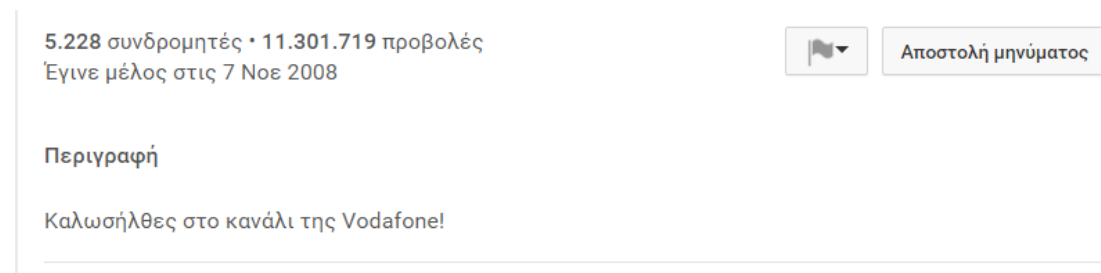 5.228 συνδρομητές • 11.301.719 προβολές
Έγινε μέλος στις 7 Νοε 2008
Αποστολή μηνύματος
Περιγραφή
Καλωσήλθες στο κανάλι της Vodafone!